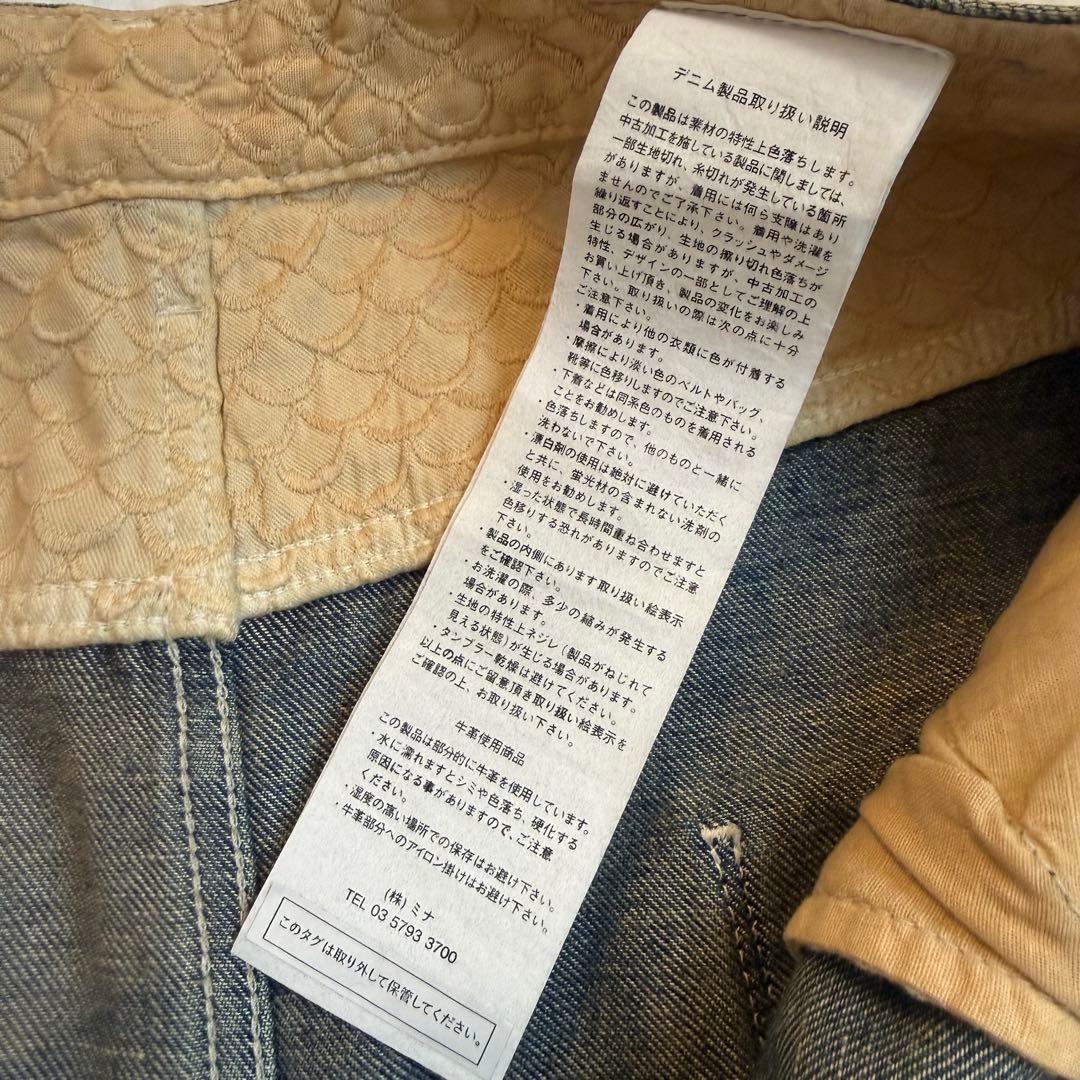 デニム製品取り扱い説明
この製品は素材の特性上色落ちします。
中古加工を施している製品に関しましては、
一部生地切れ、糸切れが発生している箇所
がありますが、着用には何ら支障はあり
ませんのでご了承下さい。着用や洗濯を
繰り返すことにより、クラッシュやダメージ
部分の広がり、生地の擦り切れ色落ちが
生じる場合がありますが、中古加工の
特性、デザインの一部としてご理解の上
お買い上げ頂き、製品の変化をお楽しみ
下さい。取り扱いの際は次の点に十分
ご注意下さい。
・着用により他の衣類に色が付着する
場合があります。
・摩擦により淡い色のベルトやバッグ、
靴等に色移りしますのでご注意下さい。
・下着などは同系色のものを着用される
ことをお勧めします。
・色落ちしますので、他のものと一緒に
洗わないで下さい。
・漂白剤の使用は絶対に避けていただく
と共に、蛍光材の含まれない洗剤の
使用をお勧めします。
・湿った状態で長時間重ね合わせますと
色移りする恐れがありますのでご注意
下さい。
・製品の内側にあります取り扱い絵表示
をご確認下さい。
・お洗濯の際、多少の縮みが発生する
場合があります。
・生地の特性上ネジレ（製品がねじれて
見える状態）が生じる場合があります。
・タンブラー乾燥は避けてください。
以上の点にご留意頂き取り扱い絵表示を
ご確認の上、お取り扱い下さい。
牛革使用商品
この製品は部分的に牛革を使用しています。
・水に濡れますとシミや色落ち、硬化する
原因になる事がありますので、ご注意
ください。
・湿度の高い場所での保存はお避け下さい。
・牛革部分へのアイロン掛けはお避け下さい。
(株)ミナ
TEL 03 5793 3700
このタグは取り外して保管してください。